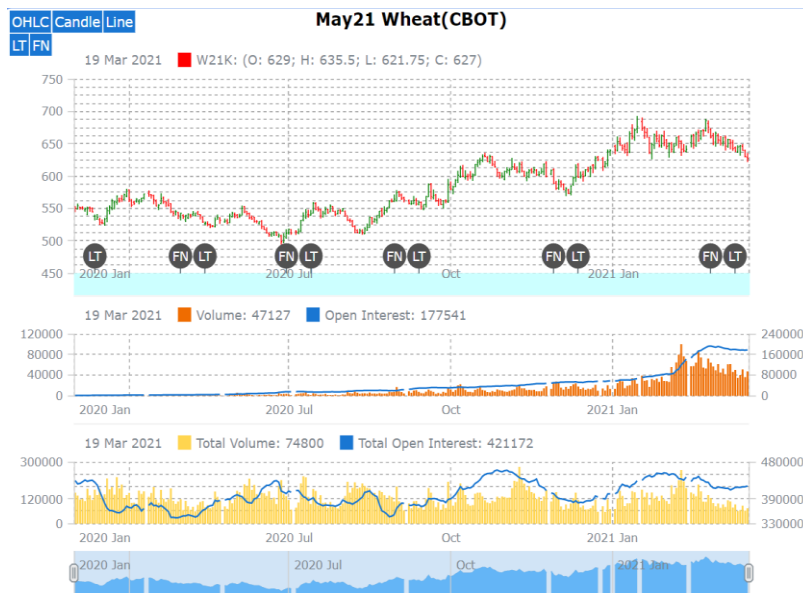 OHLC Candle Line
LT FN
May21 Wheat(CBOT)
19 Mar 2021 W21K: (O: 629; H: 635.5; L: 621.75; C: 627)
750
700
650
600
550
500
450
LT FN LT FN LT FN LT FN LT FN LT
2020 Jan 2020 Jul Oct 2021 Jan
19 Mar 2021 Volume: 47127 Open Interest: 177541
120000 240000
80000 160000
40000 80000
0 0
2020 Jan 2020 Jul Oct 2021 Jan
19 Mar 2021 Total Volume: 74800 Total Open Interest: 421172
300000 480000
120000 390000
0 330000
2020 Jan 2020 Jul Oct 2021 Jan
2020 Jan 2020 Jul Oct 2021 Jan